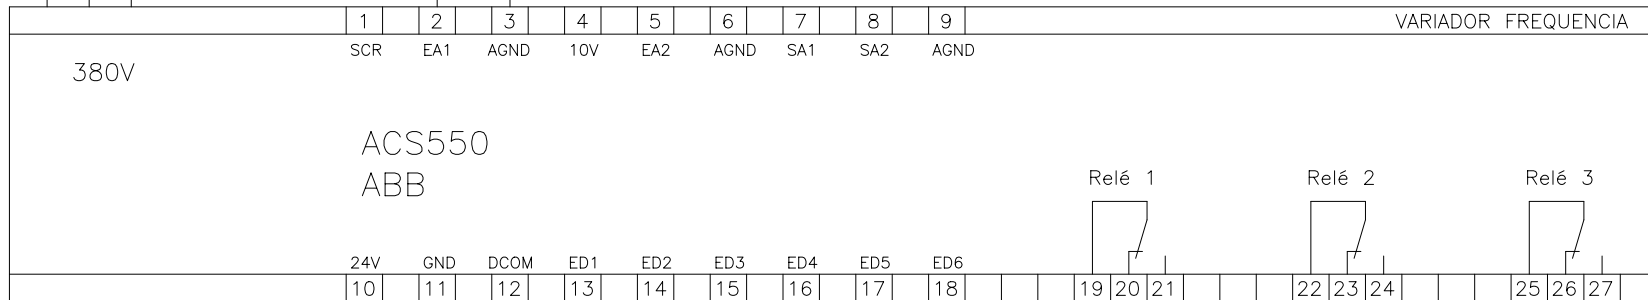 1 2 3 4 5 6 7 8 9 VARIADOR FREQUENCIA
SCR EA1 AGND 10V EA2 AGND SA1 SA2 AGND
380V
ACS550
ABB
Relé 1 Relé 2 Relé 3
24V GND DCOM ED1 ED2 ED3 ED4 ED5 ED6
10 11 12 13 14 15 16 17 18 19 20 21 22 23 24 25 26 27